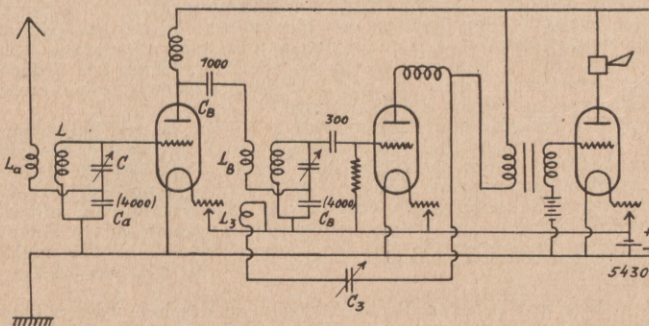 1000
C_B
300
L
L_a
C
(4000)
C_a
L_B
(4000)
C_B
L_3
C_3
+
-
5430